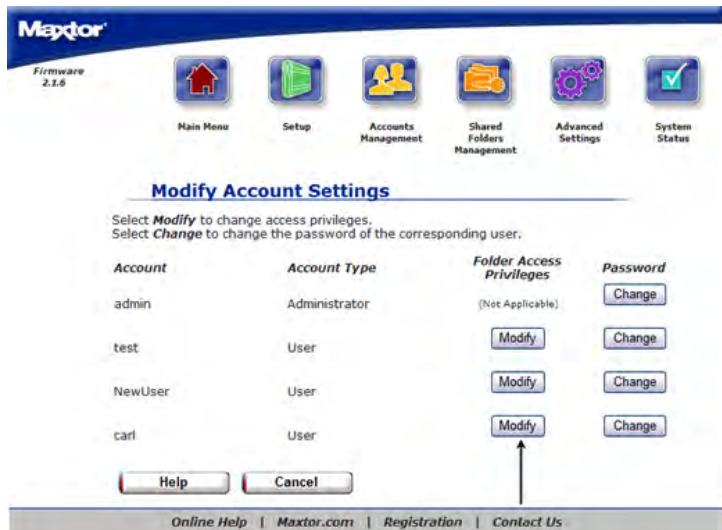 Maxtor
Firmware
2.1.6
Main Menu
Setup
Accounts
Management
Shared
Folders
Management
Advanced
Settings
System
Status
Modify Account Settings
Select Modify to change access privileges.
Select Change to change the password of the corresponding user.
Account Account Type Folder Access Privileges Password
admin Administrator (Not Applicable) Change
test User Modify Change
NewUser User Modify Change
carl User Modify Change
Help Cancel
Online Help | Maxtor.com | Registration | Contact Us